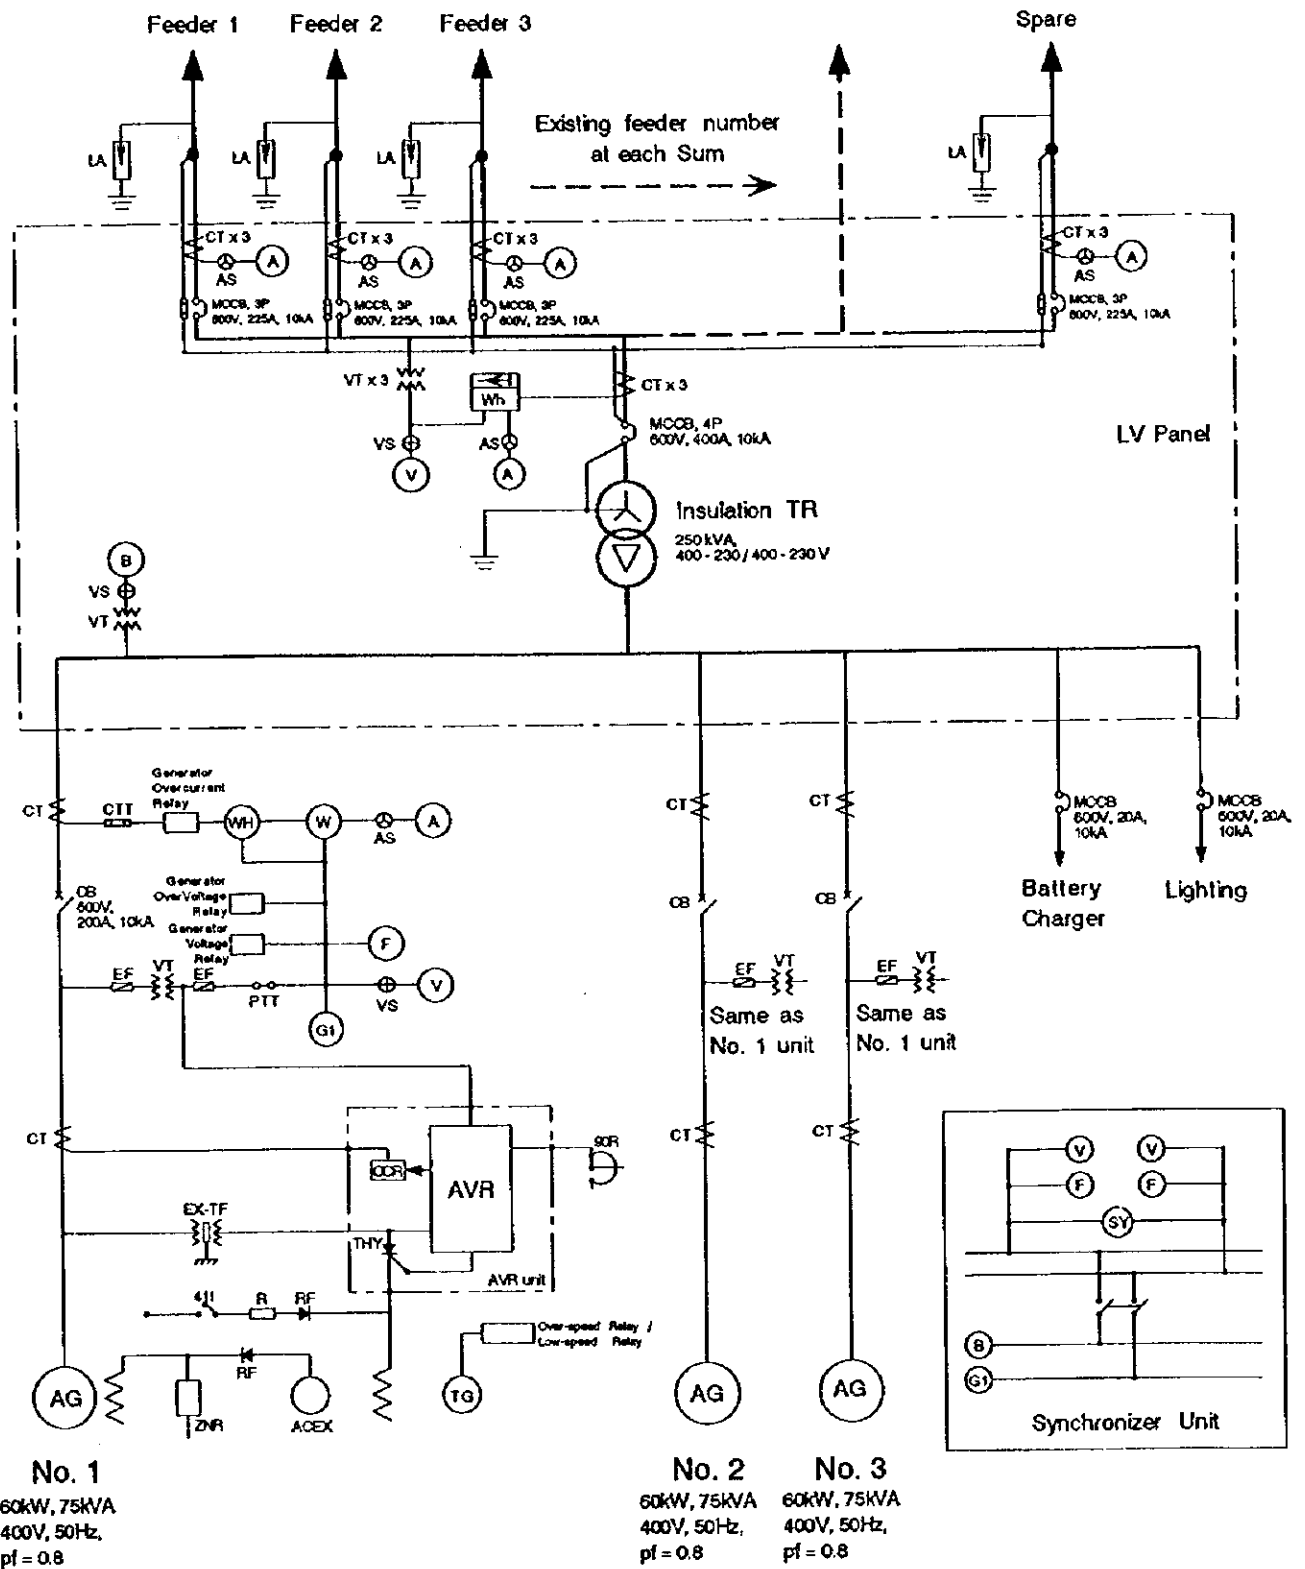 Feeder 1
Feeder 2
Feeder 3
Spare
Existing feeder number
at each Sum
LA
LA
LA
LA
CT x 3
CT x 3
CT x 3
CT x 3
A
A
A
A
AS
AS
AS
AS
MCCB, 3P
600V, 225A, 10kA
MCCB, 3P
600V, 225A, 10kA
MCCB, 3P
600V, 225A, 10kA
MCCB, 3P
600V, 225A, 10kA
VT x 3
Wh
CT x 3
MCCB, 4P
600V, 400A, 10kA
VS
AS
V
A
LV Panel
Insulation TR
250 kVA,
400 - 230 / 400 - 230 V
B
VS
VT
Generator
Overcurrent
Relay
CT
CTT
WH
W
AS
A
CT
CT
MCCB
600V, 20A,
10kA
MCCB
600V, 20A,
10kA
Battery
Charger
Lighting
CB
600V,
200A, 10kA
Generator
OverVoltage
Relay
Generator
Voltage
Relay
F
CB
CB
EF
VT
EF
PTT
VS
V
G1
EF
VT
EF
VT
Same as
No. 1 unit
Same as
No. 1 unit
CT
OCR
AVR
90R
CT
CT
EX-TF
THY
AVR unit
V
V
F
F
SY
B
G1
Synchronizer Unit
41I
R
RF
Over-speed Relay /
Low-speed Relay
AG
RF
ZNR
ACEX
TG
AG
AG
No. 1
60kW, 75kVA
400V, 50Hz,
pf = 0.8
No. 2
60kW, 75kVA
400V, 50Hz,
pf = 0.8
No. 3
60kW, 75kVA
400V, 50Hz,
pf = 0.8